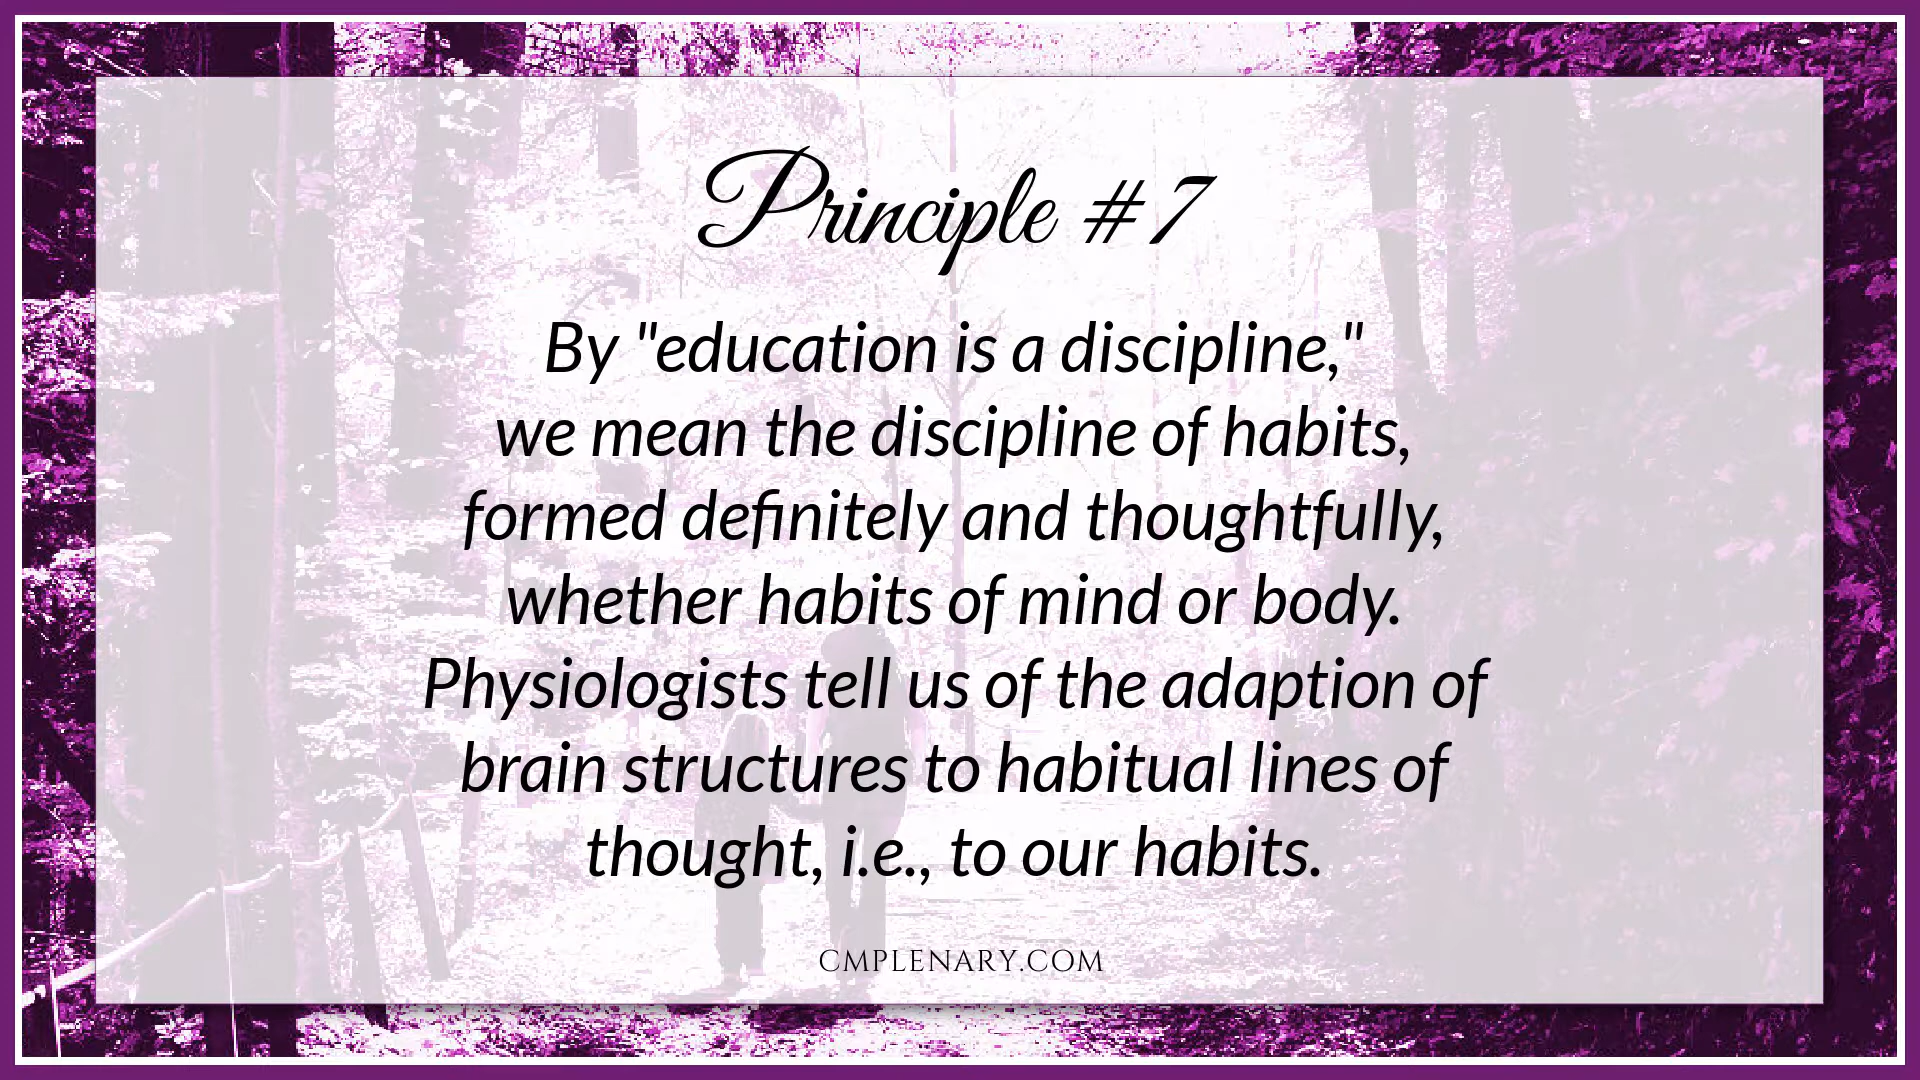 Principle #7
By "education is a discipline,"
we mean the discipline of habits,
formed definitely and thoughtfully,
whether habits of mind or body.
Physiologists tell us of the adaption of
brain structures to habitual lines of
thought, i.e., to our habits.
CMPLENARY.COM